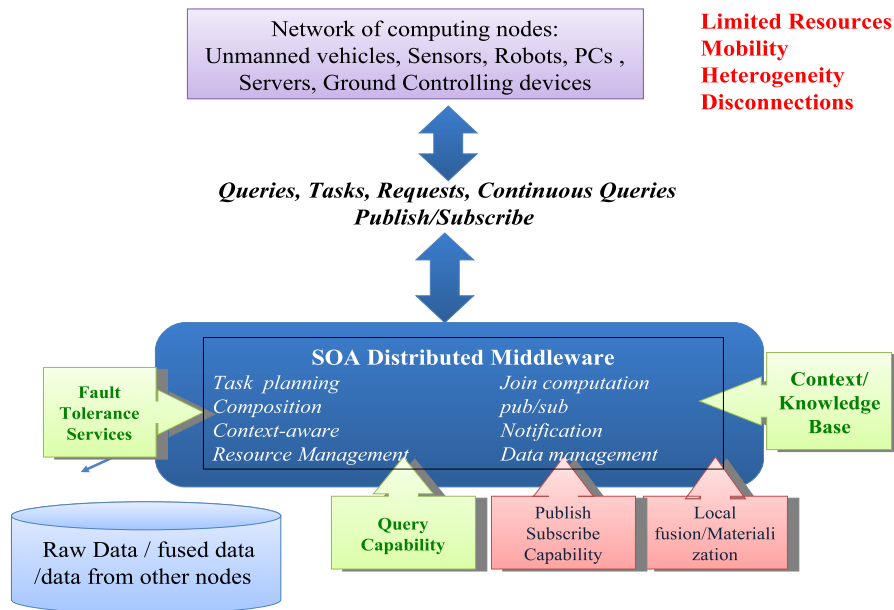 Network of computing nodes:
Unmanned vehicles, Sensors, Robots, PCs ,
Servers, Ground Controlling devices
Limited Resources
Mobility
Heterogeneity
Disconnections
Queries, Tasks, Requests, Continuous Queries
Publish/Subscribe
SOA Distributed Middleware
Task planning
Composition
Context-aware
Resource Management
Join computation
pub/sub
Notification
Data management
Fault
Tolerance
Services
Context/
Knowledge
Base
Query
Capability
Publish
Subscribe
Capability
Local
fusion/Materiali
zation
Raw Data / fused data
/data from other nodes